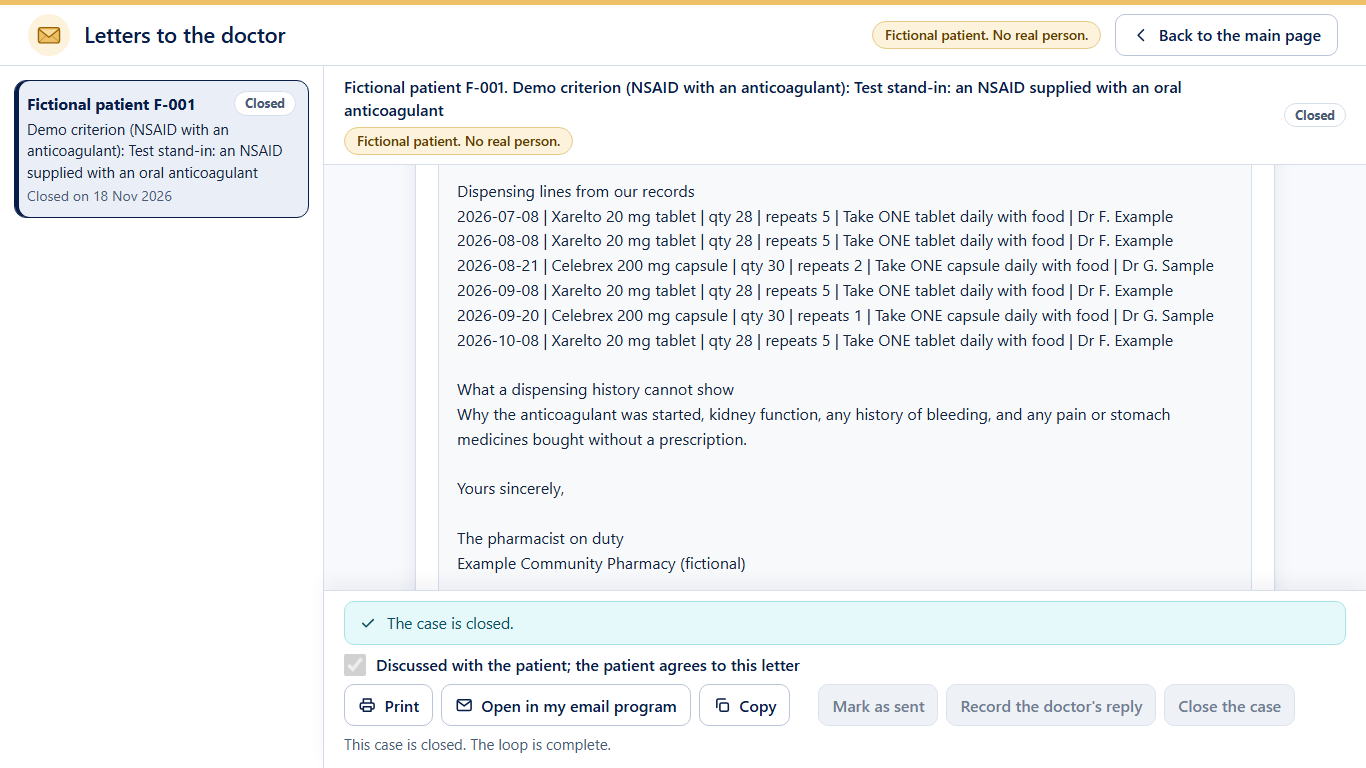 Letters to the doctor
Fictional patient. No real person.
Back to the main page
Fictional patient F-001
Closed
Demo criterion (NSAID with an
anticoagulant): Test stand-in: an NSAID
supplied with an oral anticoagulant
Closed on 18 Nov 2026
Fictional patient F-001. Demo criterion (NSAID with an anticoagulant): Test stand-in: an NSAID supplied with an oral
anticoagulant
Closed
Fictional patient. No real person.
Dispensing lines from our records
2026-07-08 | Xarelto 20 mg tablet | qty 28 | repeats 5 | Take ONE tablet daily with food | Dr F. Example
2026-08-08 | Xarelto 20 mg tablet | qty 28 | repeats 5 | Take ONE tablet daily with food | Dr F. Example
2026-08-21 | Celebrex 200 mg capsule | qty 30 | repeats 2 | Take ONE capsule daily with food | Dr G. Sample
2026-09-08 | Xarelto 20 mg tablet | qty 28 | repeats 5 | Take ONE tablet daily with food | Dr F. Example
2026-09-20 | Celebrex 200 mg capsule | qty 30 | repeats 1 | Take ONE capsule daily with food | Dr G. Sample
2026-10-08 | Xarelto 20 mg tablet | qty 28 | repeats 5 | Take ONE tablet daily with food | Dr F. Example
What a dispensing history cannot show
Why the anticoagulant was started, kidney function, any history of bleeding, and any pain or stomach
medicines bought without a prescription.
Yours sincerely,
The pharmacist on duty
Example Community Pharmacy (fictional)
The case is closed.
Discussed with the patient; the patient agrees to this letter
Print
Open in my email program
Copy
Mark as sent
Record the doctor's reply
Close the case
This case is closed. The loop is complete.